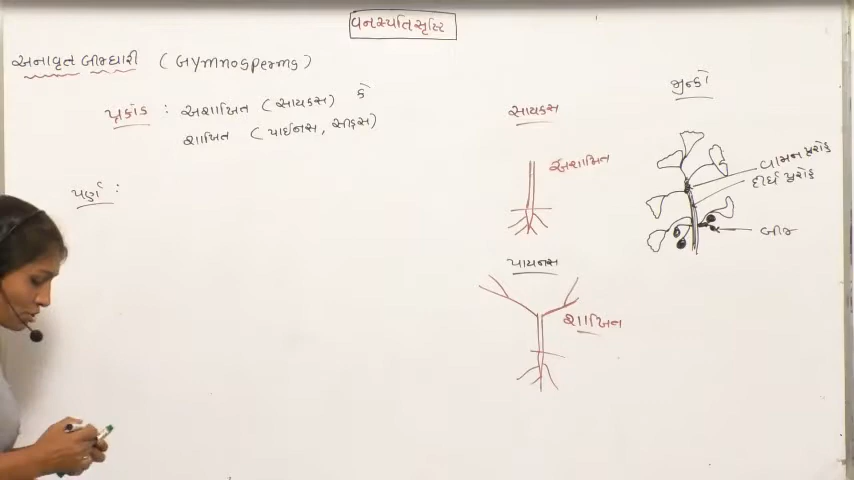 વનસ્પતિસૃષ્ટિ
અનાવૃત બીજધારી (Gymnosperms)
પ્રકાંડ : અશાખિત (સાયકસ) કે
શાખિત (પાઈનસ, સીડ્રસ)
પર્ણ :
સાયકસ
અશાખિત
પાયનસ
શાખિત
જીન્કો
વામન પ્રરોહ
દીર્ઘ પ્રરોહ
બીજ